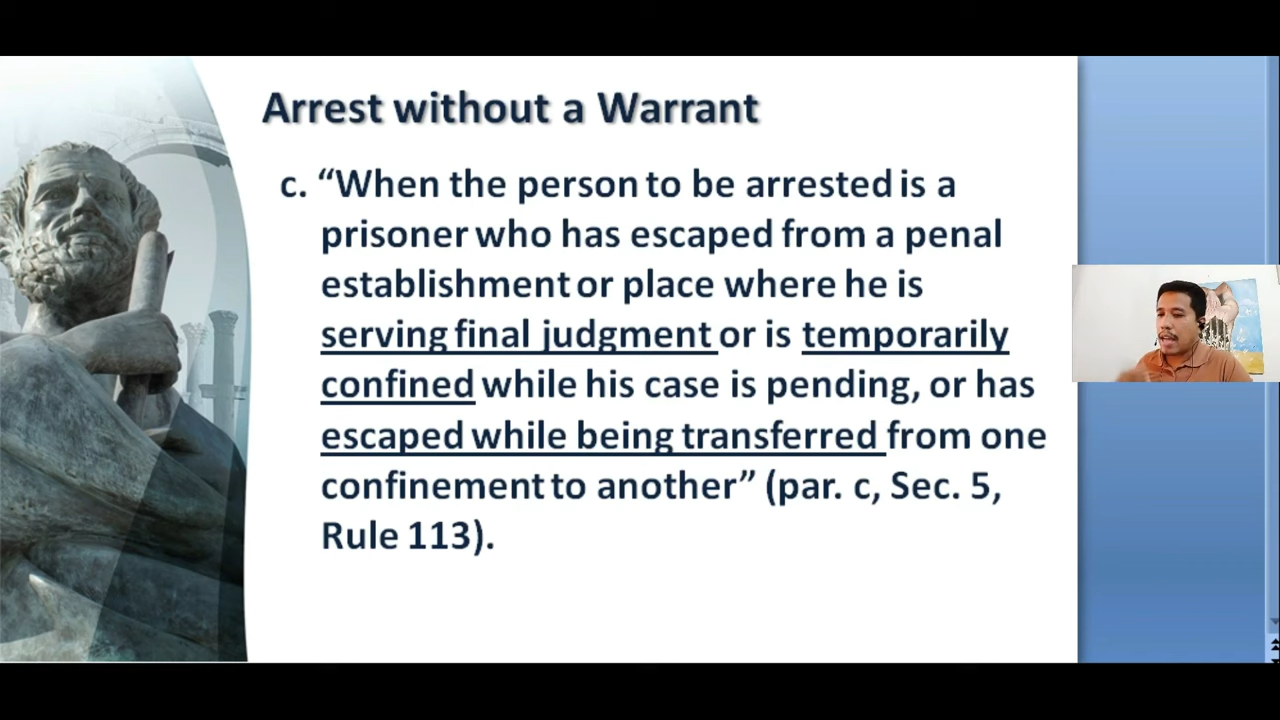 Arrest without a Warrant
c. “When the person to be arrested is a
prisoner who has escaped from a penal
establishment or place where he is
serving final judgment or is temporarily
confined while his case is pending, or has
escaped while being transferred from one
confinement to another” (par. c, Sec. 5,
Rule 113).